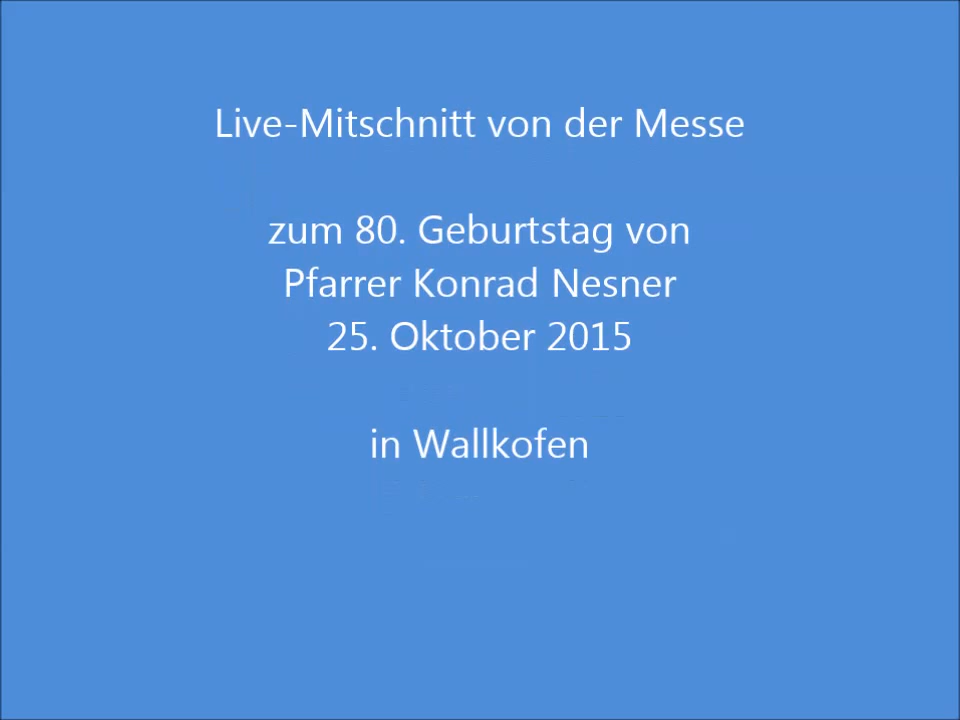 Live-Mitschnitt von der Messe
zum 80. Geburtstag von
Pfarrer Konrad Nesner
25. Oktober 2015
in Wallkofen